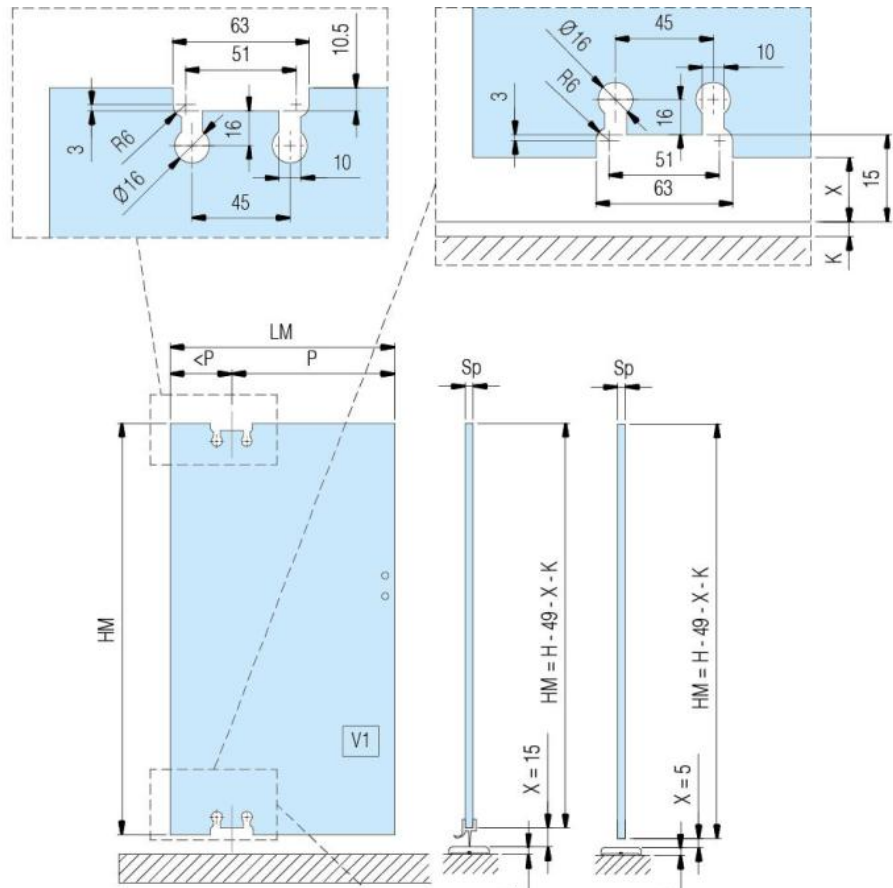 63
51
10.5
3
R6
Ø16
16
10
45
Ø16
45
10
3
R6
16
51
63
15
X
K
LM
<P
P
HM
V1
Sp
HM = H - 49 - X - K
X = 15
Sp
HM = H - 49 - X - K
X = 5